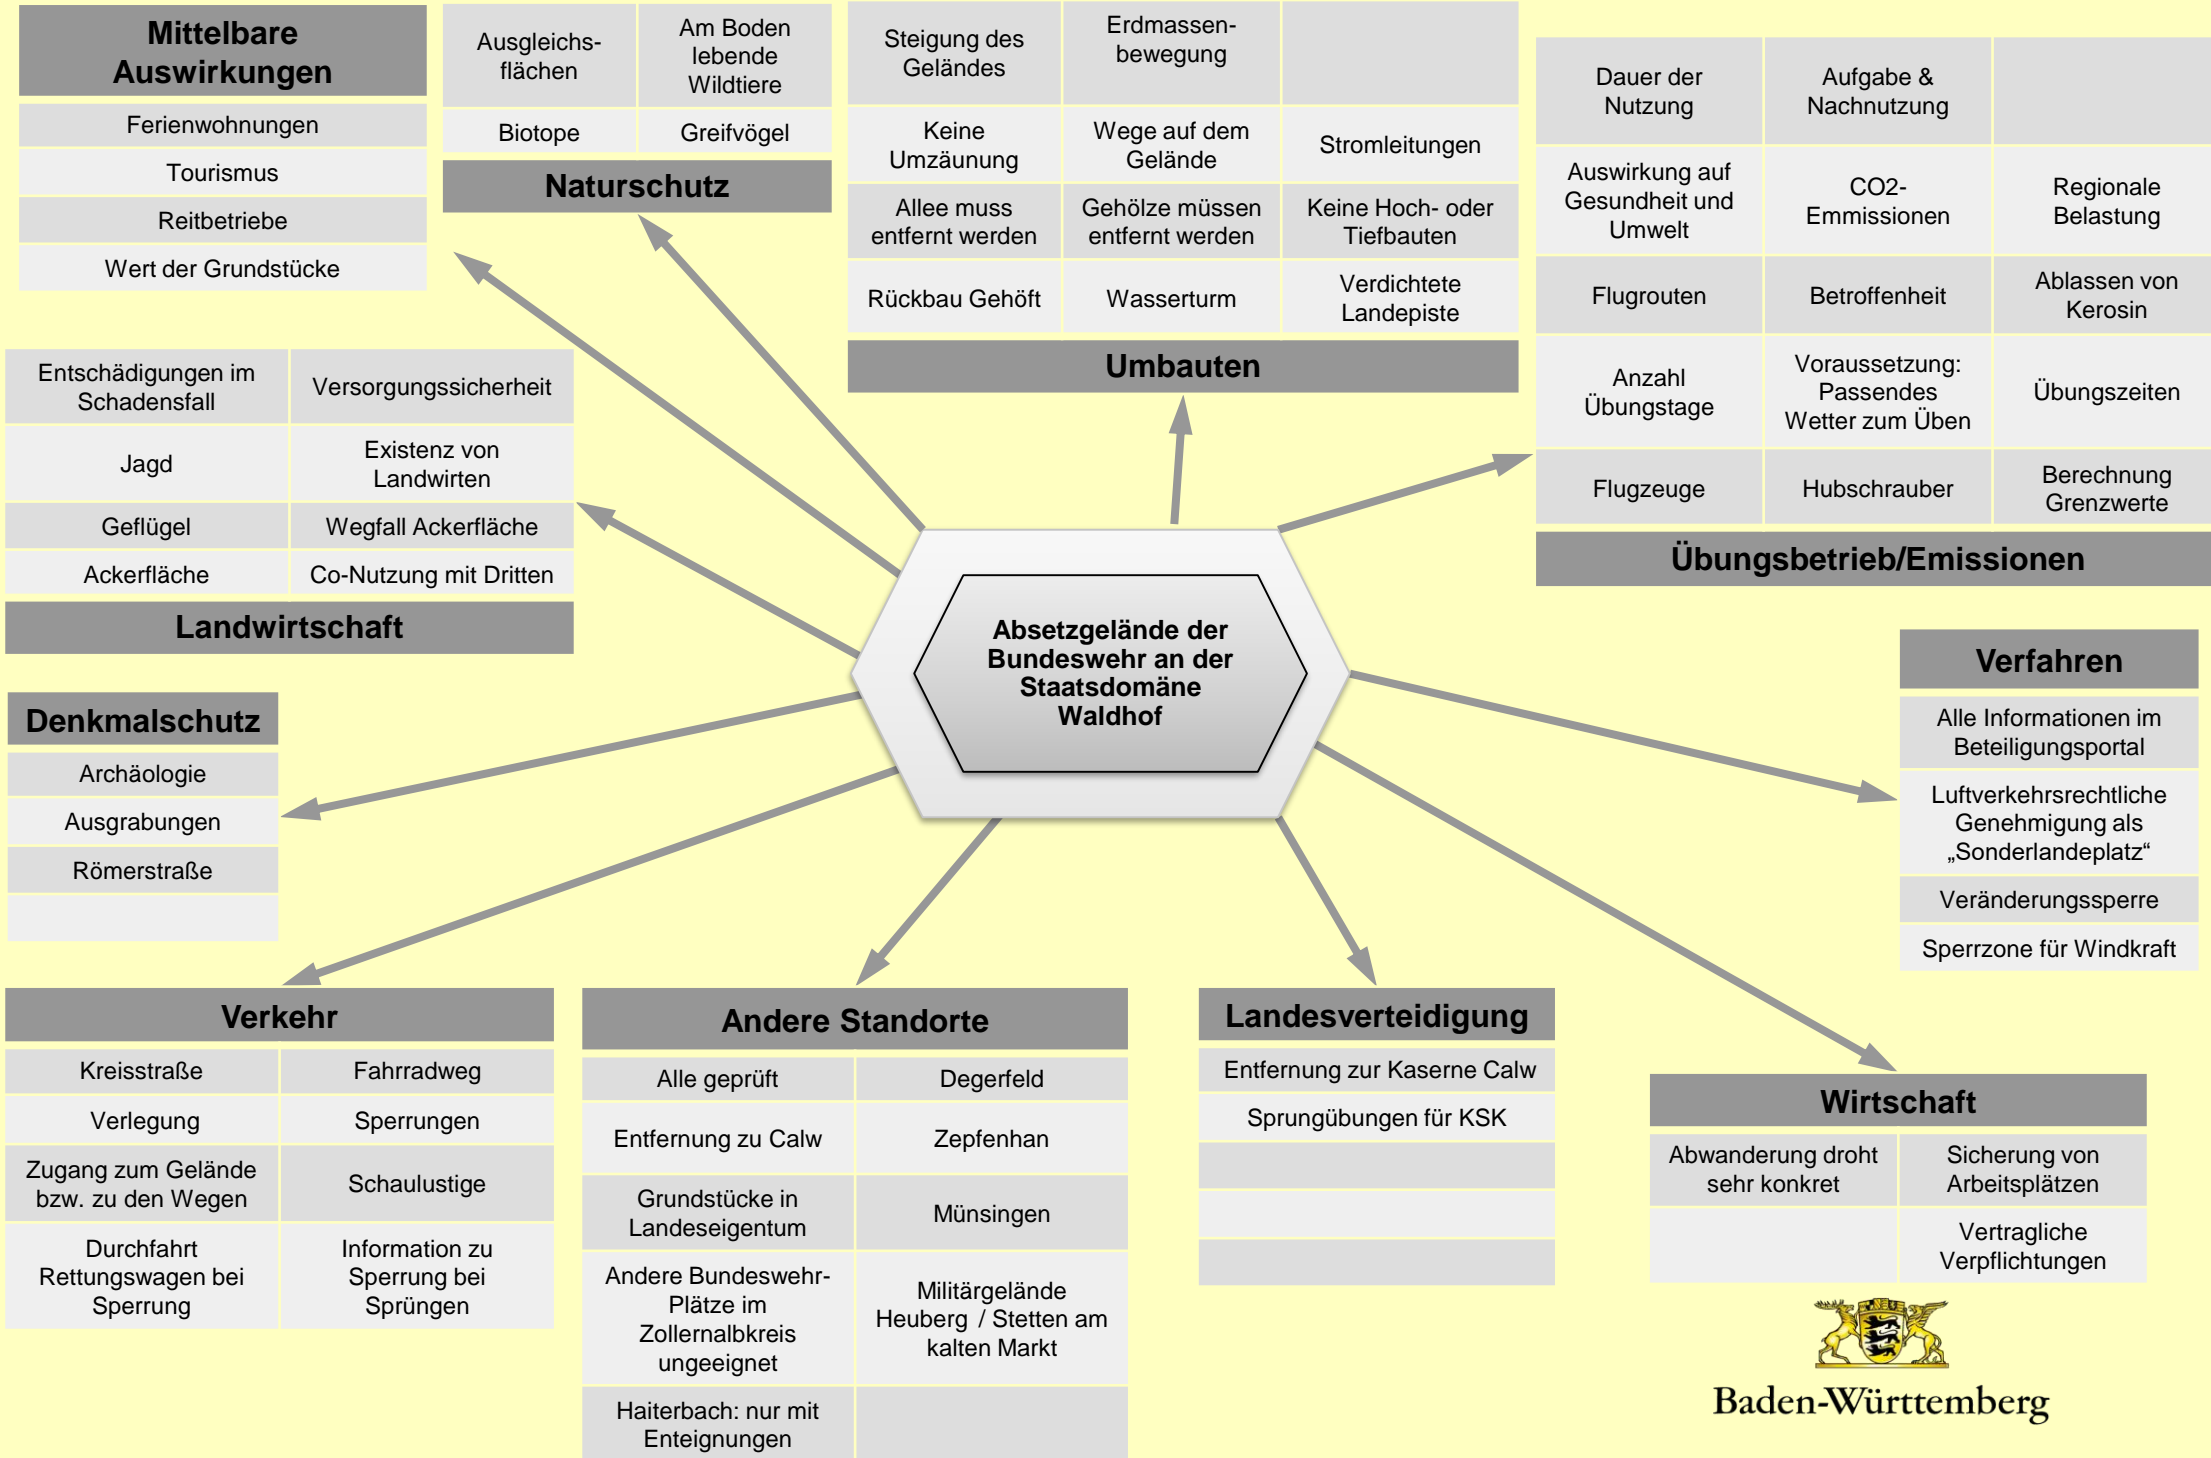 Mittelbare
Auswirkungen
Ferienwohnungen
Tourismus
Reitbetriebe
Wert der Grundstücke
Ausgleichs-
flächen
Am Boden
lebende
Wildtiere
Biotope
Greifvögel
Naturschutz
Steigung des
Geländes
Erdmassen-
bewegung
Keine
Umzäunung
Wege auf dem
Gelände
Stromleitungen
Allee muss
entfernt werden
Gehölze müssen
entfernt werden
Keine Hoch- oder
Tiefbauten
Rückbau Gehöft
Wasserturm
Verdichtete
Landepiste
Umbauten
Dauer der
Nutzung
Aufgabe &
Nachnutzung
Auswirkung auf
Gesundheit und
Umwelt
CO2-
Emmissionen
Regionale
Belastung
Flugrouten
Betroffenheit
Ablassen von
Kerosin
Anzahl
Übungstage
Voraussetzung:
Passendes
Wetter zum Üben
Übungszeiten
Flugzeuge
Hubschrauber
Berechnung
Grenzwerte
Übungsbetrieb/Emissionen
Entschädigungen im
Schadensfall
Versorgungssicherheit
Jagd
Existenz von
Landwirten
Geflügel
Wegfall Ackerfläche
Ackerfläche
Co-Nutzung mit Dritten
Landwirtschaft
Absetzgelände der
Bundeswehr an der
Staatsdomäne
Waldhof
Denkmalschutz
Archäologie
Ausgrabungen
Römerstraße
Verfahren
Alle Informationen im
Beteiligungsportal
Luftverkehrsrechtliche
Genehmigung als
„Sonderlandeplatz“
Veränderungssperre
Sperrzone für Windkraft
Verkehr
Kreisstraße
Fahrradweg
Verlegung
Sperrungen
Zugang zum Gelände
bzw. zu den Wegen
Schaulustige
Durchfahrt
Rettungswagen bei
Sperrung
Information zu
Sperrung bei
Sprüngen
Andere Standorte
Alle geprüft
Degerfeld
Entfernung zu Calw
Zepfenhan
Grundstücke in
Landeseigentum
Münsingen
Andere Bundeswehr-
Plätze im
Zollernalbkreis
ungeeignet
Militärgelände
Heuberg / Stetten am
kalten Markt
Haiterbach: nur mit
Enteignungen
Landesverteidigung
Entfernung zur Kaserne Calw
Sprungübungen für KSK
Wirtschaft
Abwanderung droht
sehr konkret
Sicherung von
Arbeitsplätzen
Vertragliche
Verpflichtungen
Baden-Württemberg